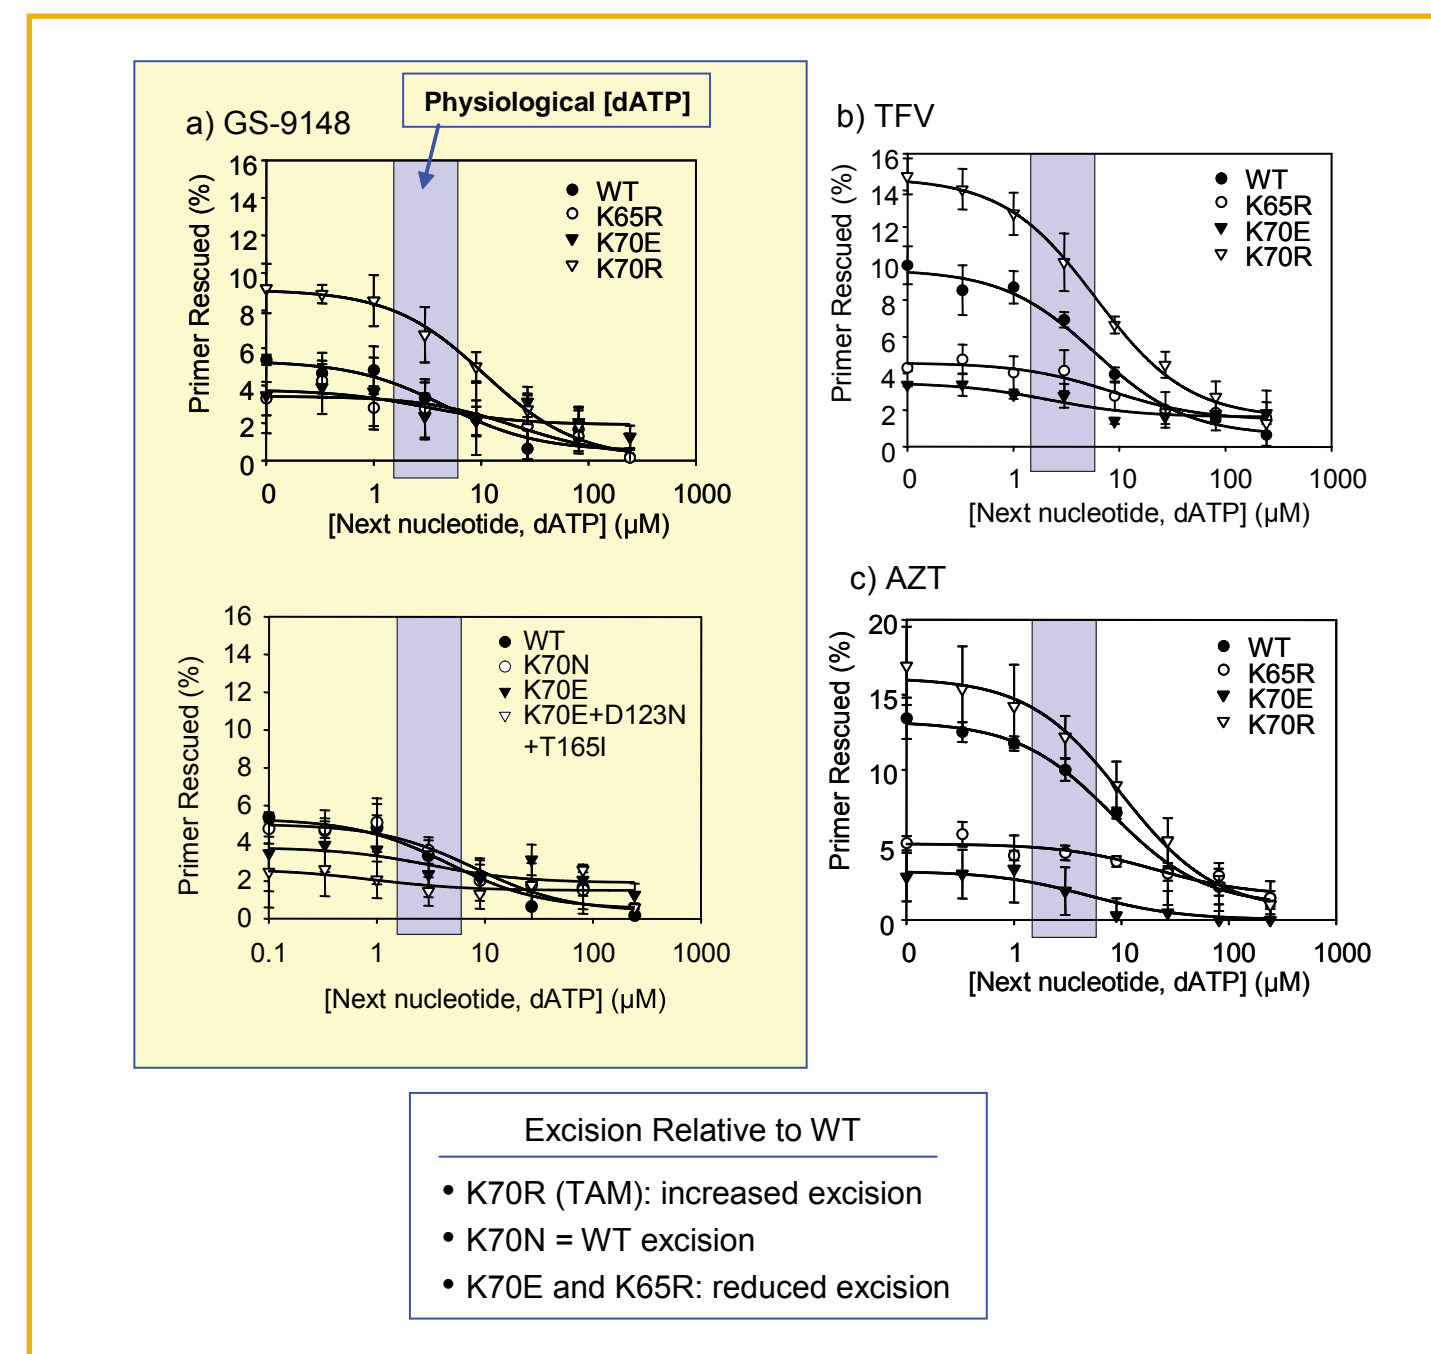 Physiological [dATP]
a) GS-9148
Primer Rescued (%)
16
14
12
10
8
6
4
2
0
WT
K65R
K70E
K70R
0
1
10
100
1000
[Next nucleotide, dATP] (µM)
Primer Rescued (%)
16
14
12
10
8
6
4
2
0
WT
K70N
K70E
K70E+D123N
+T165I
0.1
1
10
100
1000
[Next nucleotide, dATP] (µM)
b) TFV
Primer Rescued (%)
16
14
12
10
8
6
4
2
0
WT
K65R
K70E
K70R
0
1
10
100
1000
[Next nucleotide, dATP] (µM)
c) AZT
Primer Rescued (%)
20
15
10
5
0
WT
K65R
K70E
K70R
0
1
10
100
1000
[Next nucleotide, dATP] (µM)
Excision Relative to WT
• K70R (TAM): increased excision
• K70N = WT excision
• K70E and K65R: reduced excision